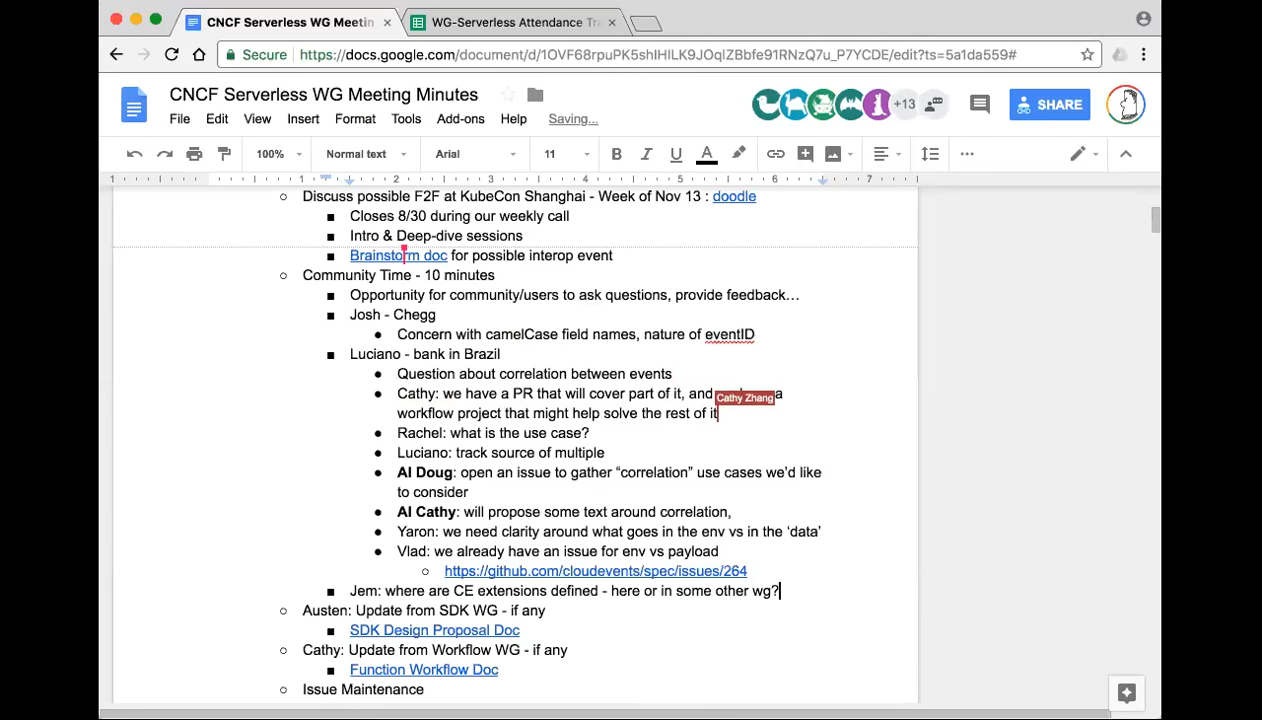 CNCF Serverless WG Meetin
WG-Serverless Attendance Tra
Secure https://docs.google.com/document/d/1OVF68rpuPK5shIHILK9JOqlZBbfe91RNzQ7u_P7YCDE/edit?ts=5a1da559#
CNCF Serverless WG Meeting Minutes
+13
SHARE
File Edit View Insert Format Tools Add-ons Help Saving...
100% Normal text Arial 11 B I U A
1 1 2 3 4 5 6 7
Discuss possible F2F at KubeCon Shanghai - Week of Nov 13 : doodle
Closes 8/30 during our weekly call
Intro & Deep-dive sessions
Brainstorm doc for possible interop event
Community Time - 10 minutes
Opportunity for community/users to ask questions, provide feedback…
Josh - Chegg
Concern with camelCase field names, nature of eventID
Luciano - bank in Brazil
Question about correlation between events
Cathy: we have a PR that will cover part of it, and a
Cathy Zhang
workflow project that might help solve the rest of it
Rachel: what is the use case?
Luciano: track source of multiple
AI Doug: open an issue to gather “correlation” use cases we’d like
to consider
AI Cathy: will propose some text around correlation,
Yaron: we need clarity around what goes in the env vs in the ‘data’
Vlad: we already have an issue for env vs payload
https://github.com/cloudevents/spec/issues/264
Jem: where are CE extensions defined - here or in some other wg?
Austen: Update from SDK WG - if any
SDK Design Proposal Doc
Cathy: Update from Workflow WG - if any
Function Workflow Doc
Issue Maintenance